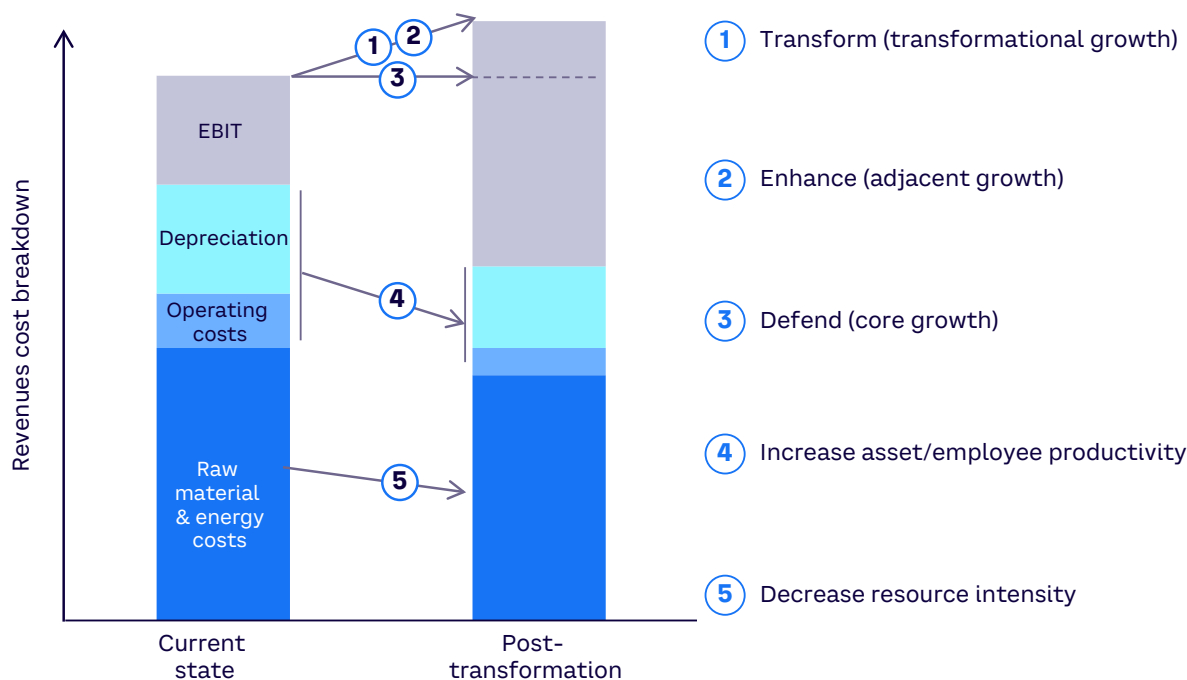 Revenues cost breakdown
EBIT
Depreciation
Operating
costs
Raw
material
& energy
costs
1
2
3
4
5
Current
state
Post-
transformation
1 Transform (transformational growth)
2 Enhance (adjacent growth)
3 Defend (core growth)
4 Increase asset/employee productivity
5 Decrease resource intensity